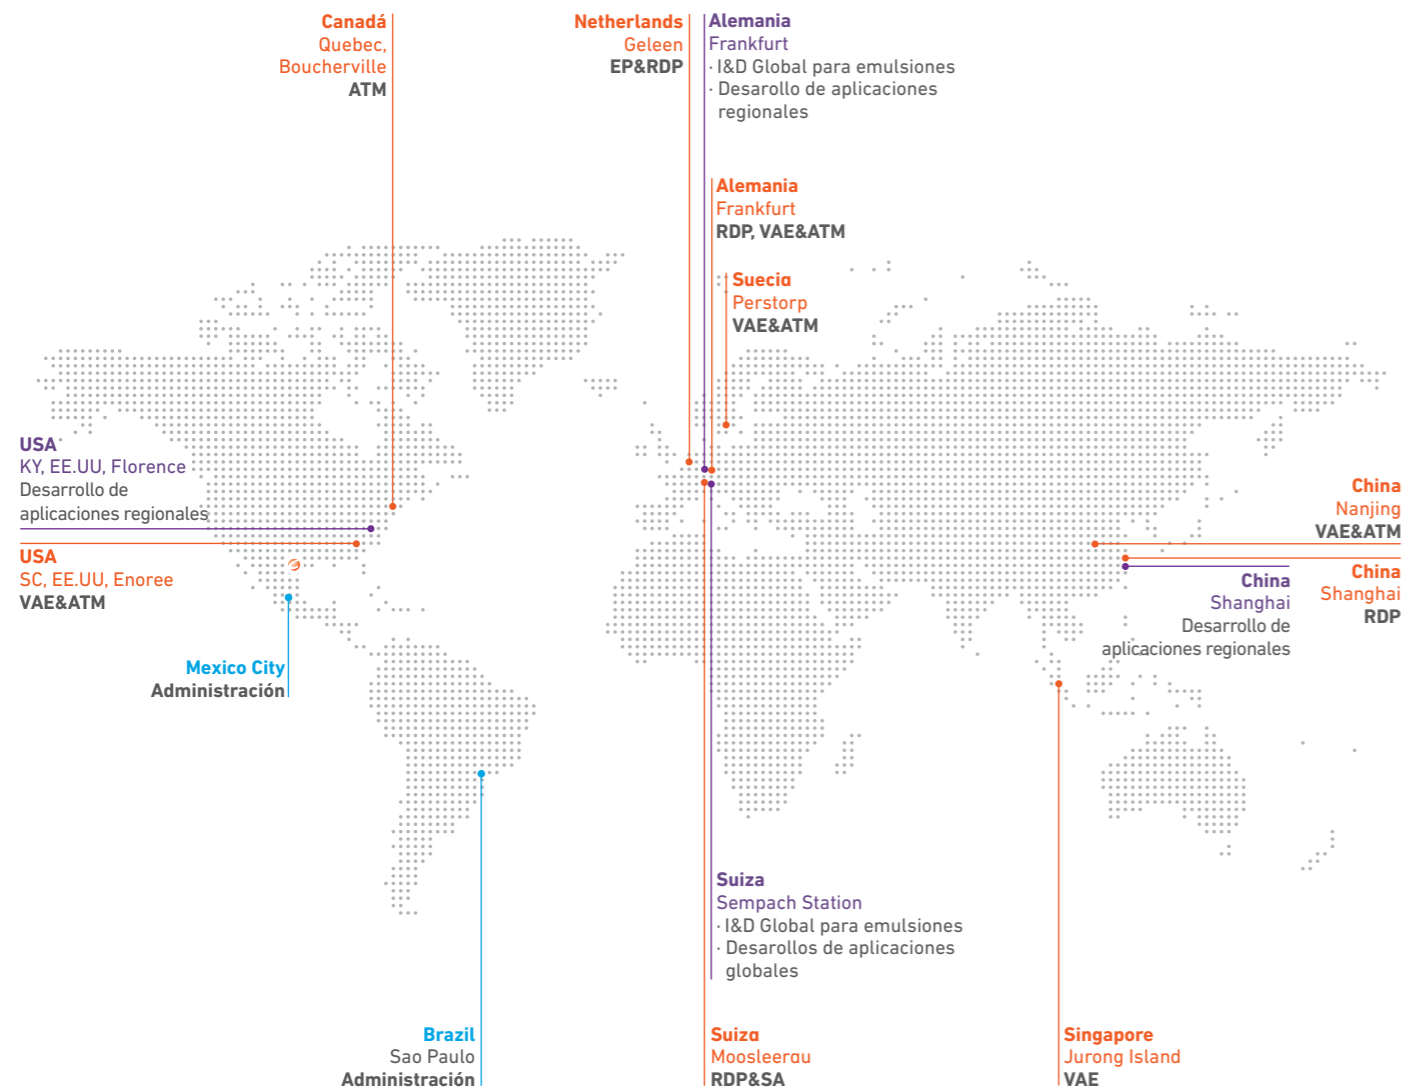 Canadá
Quebec,
Boucherville
ATM
Netherlands
Geleen
EP&RDP
Alemania
Frankfurt
· I&D Global para emulsiones
· Desarollo de aplicaciones
regionales
Alemania
Frankfurt
RDP, VAE&ATM
Suecia
Perstorp
VAE&ATM
USA
KY, EE.UU, Florence
Desarrollo de
aplicaciones regionales
USA
SC, EE.UU, Enoree
VAE&ATM
China
Nanjing
VAE&ATM
China
Shanghai
RDP
China
Shanghai
Desarrollo de
aplicaciones regionales
Mexico City
Administración
Suiza
Sempach Station
· I&D Global para emulsiones
· Desarollos de aplicaciones
globales
Brazil
Sao Paulo
Administración
Suiza
Moosleerau
RDP&SA
Singapore
Jurong Island
VAE